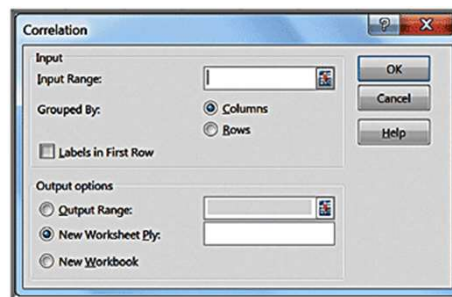 Correlation
Input
Input Range:
Grouped By:
Columns
Rows
Labels in First Row
Output options
Output Range:
New Worksheet Ply:
New Workbook
OK
Cancel
Help